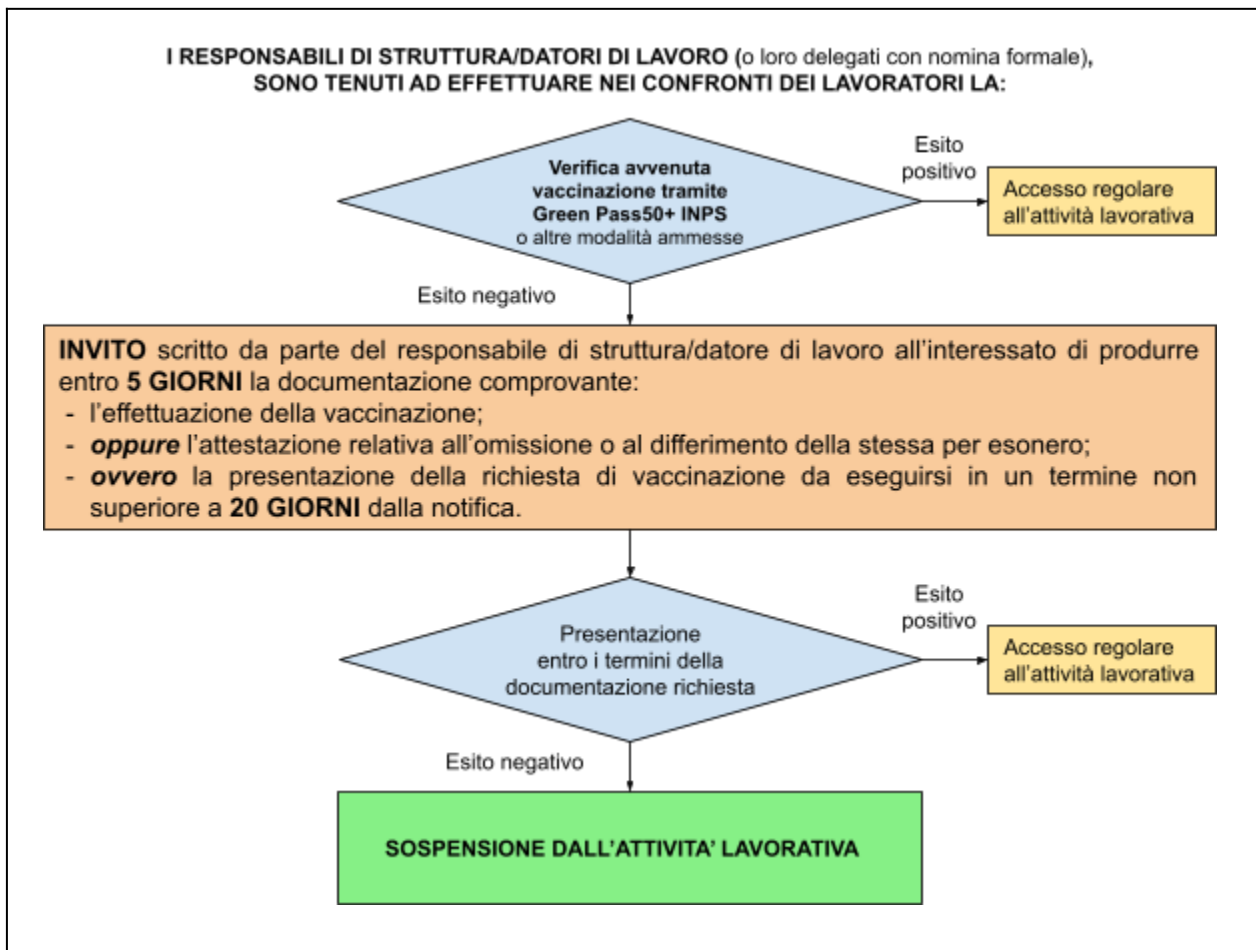 I RESPONSABILI DI STRUTTURA/DATORI DI LAVORO (o loro delegati con nomina formale),
SONO TENUTI AD EFFETTUARE NEI CONFRONTI DEI LAVORATORI LA:
Verifica avvenuta
vaccinazione tramite
Green Pass50+ INPS
o altre modalità ammesse
Esito
positivo
Accesso regolare
all'attività lavorativa
Esito negativo
INVITO scritto da parte del responsabile di struttura/datore di lavoro all'interessato di produrre
entro 5 GIORNI la documentazione comprovante:
- l'effettuazione della vaccinazione;
- oppure l'attestazione relativa all'omissione o al differimento della stessa per esonero;
- ovvero la presentazione della richiesta di vaccinazione da eseguirsi in un termine non
superiore a 20 GIORNI dalla notifica.
Presentazione
entro i termini della
documentazione richiesta
Esito
positivo
Accesso regolare
all'attività lavorativa
Esito negativo
SOSPENSIONE DALL'ATTIVITA' LAVORATIVA